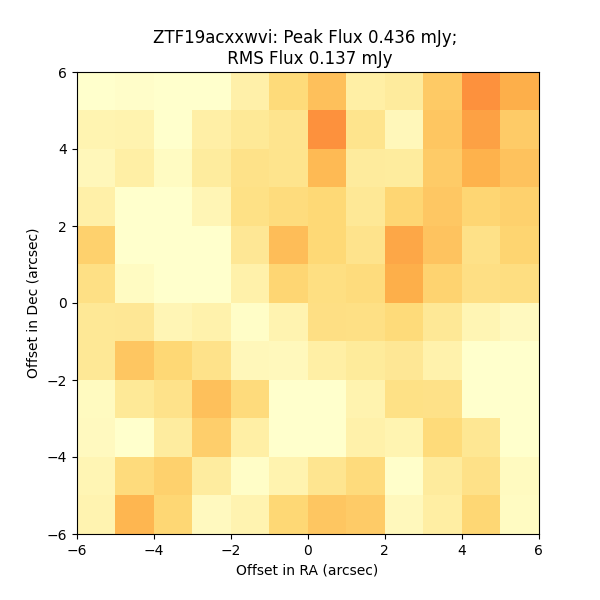 ZTF19acxxwvi: Peak Flux 0.436 mJy;
RMS Flux 0.137 mJy
6
4
2
0
−2
−4
−6
Offset in Dec (arcsec)
−6 −4 −2 0 2 4 6
Offset in RA (arcsec)